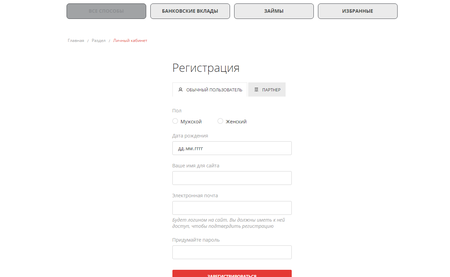 БАНКОВСКИЕ ВКЛАДЫ
ЗАЙМЫ
ИЗБРАННЫЕ
Главная / Раздел / Личный кабинет
Регистрация
ОБЫЧНЫЙ ПОЛЬЗОВАТЕЛЬ
ПАРТНЕР
Пол
Мужской
Женский
Дата рождения
ДД.ММ.ГГГГ
Ваше имя для сайта
Электронная почта
Будет логином на сайт. Вы должны иметь к ней
доступ, чтобы подтвердить регистрацию
Придумайте пароль
ЗАРЕГИСТРИРОВАТЬСЯ